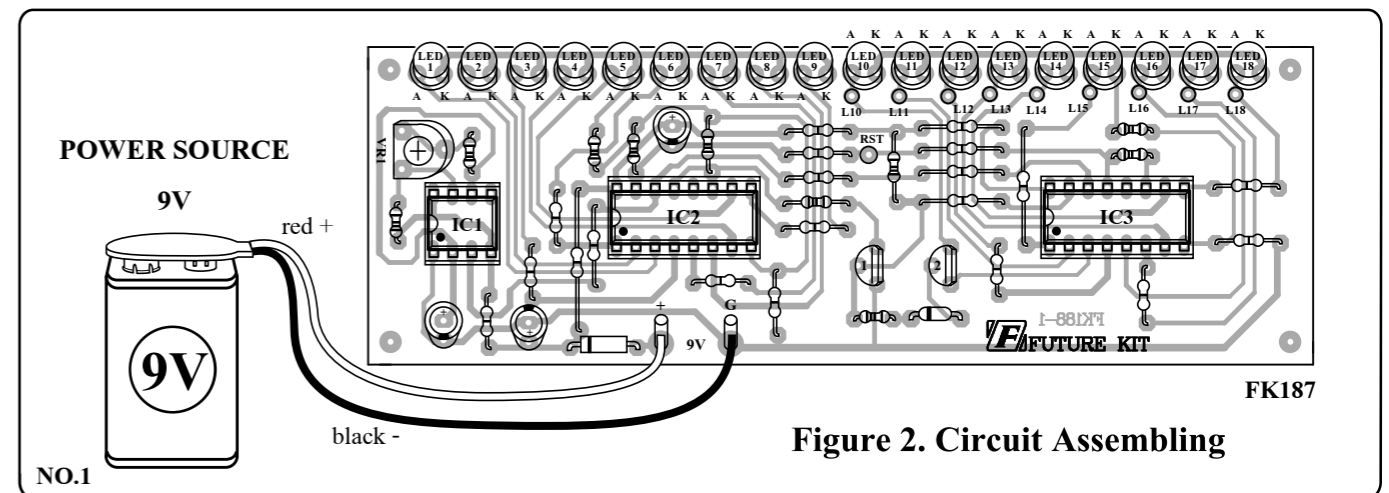 A K A K A K A K A K A K A K A K A K
LED 1 LED 2 LED 3 LED 4 LED 5 LED 6 LED 7 LED 8 LED 9 LED 10 LED 11 LED 12 LED 13 LED 14 LED 15 LED 16 LED 17 LED 18
A K A K A K A K A K A K A K A K A K
L10 L11 L12 L13 L14 L15 L16 L17 L18
VR1
RST
POWER SOURCE
9V
red +
IC1
IC2
IC3
1
2
+
G
9V
FK188-1
F FUTURE KIT
9V
FK187
black -
Figure 2. Circuit Assembling
NO.1